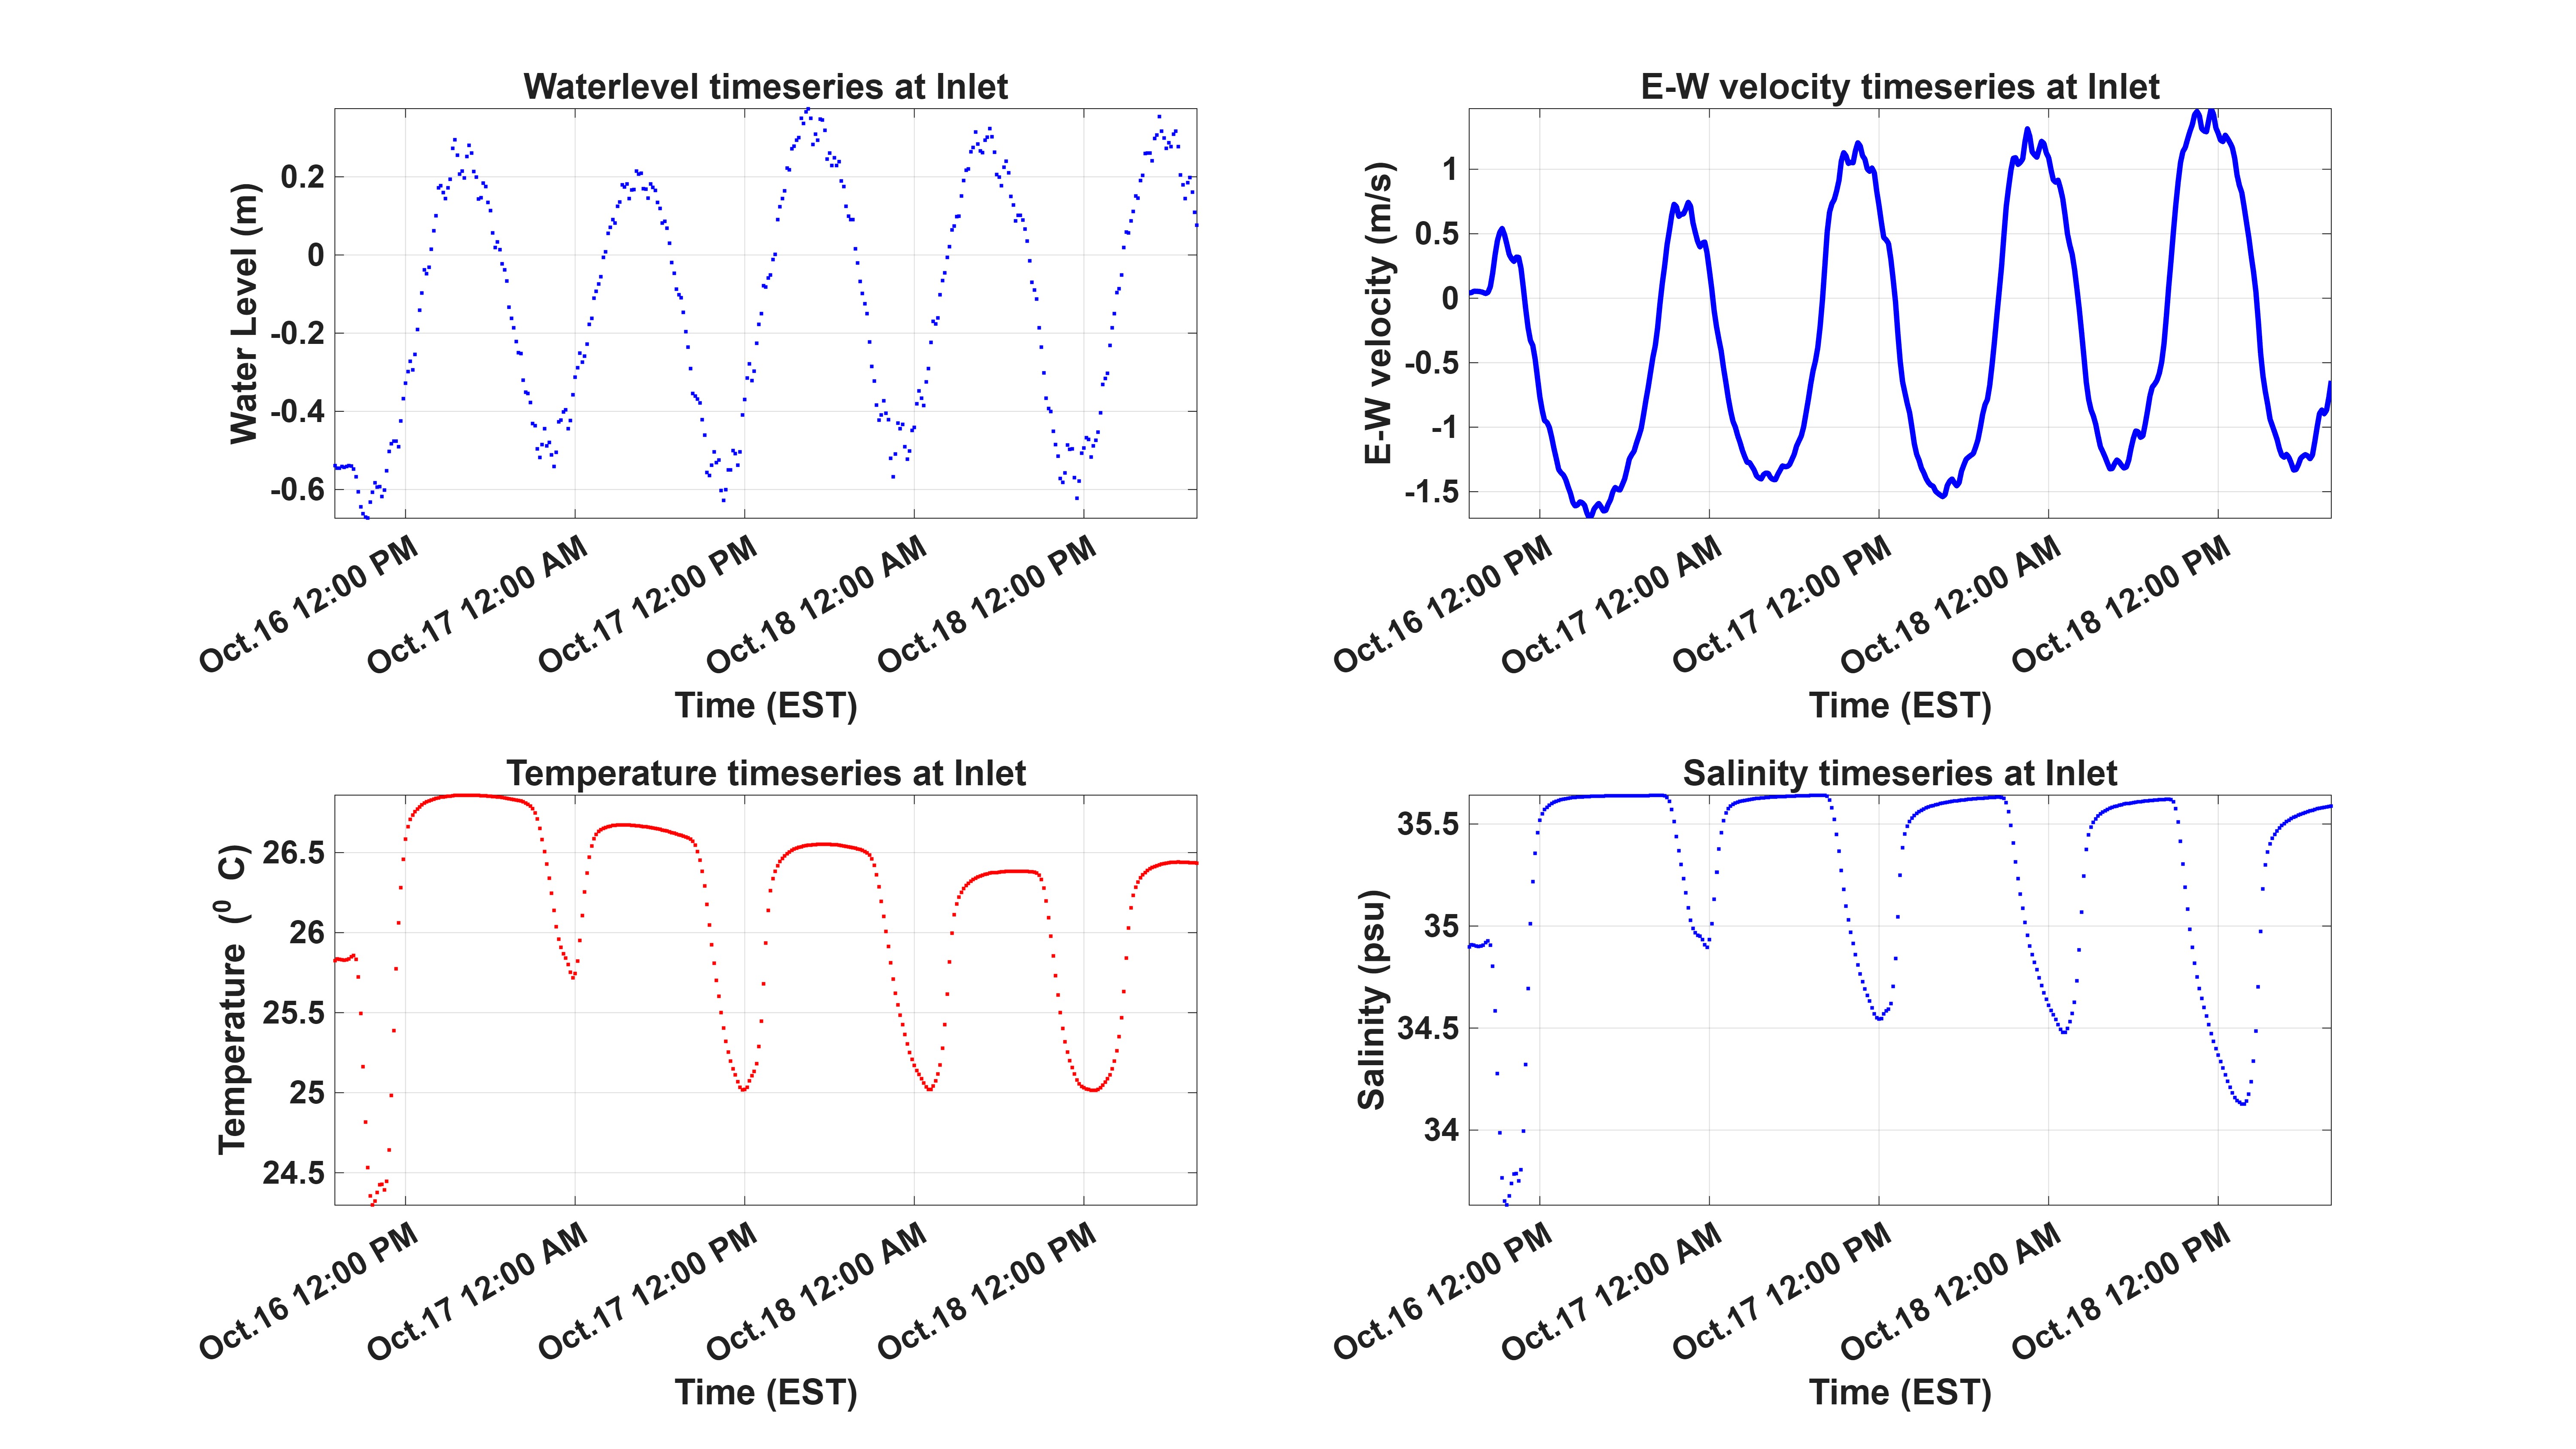 Waterlevel timeseries at Inlet
Water Level (m)
0.2
0
-0.2
-0.4
-0.6
Oct.16 12:00 PM
Oct.17 12:00 AM
Oct.17 12:00 PM
Oct.18 12:00 AM
Oct.18 12:00 PM
Time (EST)
E-W velocity timeseries at Inlet
E-W velocity (m/s)
1
0.5
0
-0.5
-1
-1.5
Oct.16 12:00 PM
Oct.17 12:00 AM
Oct.17 12:00 PM
Oct.18 12:00 AM
Oct.18 12:00 PM
Time (EST)
Temperature timeseries at Inlet
Temperature (⁰ C)
26.5
26
25.5
25
24.5
Oct.16 12:00 PM
Oct.17 12:00 AM
Oct.17 12:00 PM
Oct.18 12:00 AM
Oct.18 12:00 PM
Time (EST)
Salinity timeseries at Inlet
Salinity (psu)
35.5
35
34.5
34
Oct.16 12:00 PM
Oct.17 12:00 AM
Oct.17 12:00 PM
Oct.18 12:00 AM
Oct.18 12:00 PM
Time (EST)